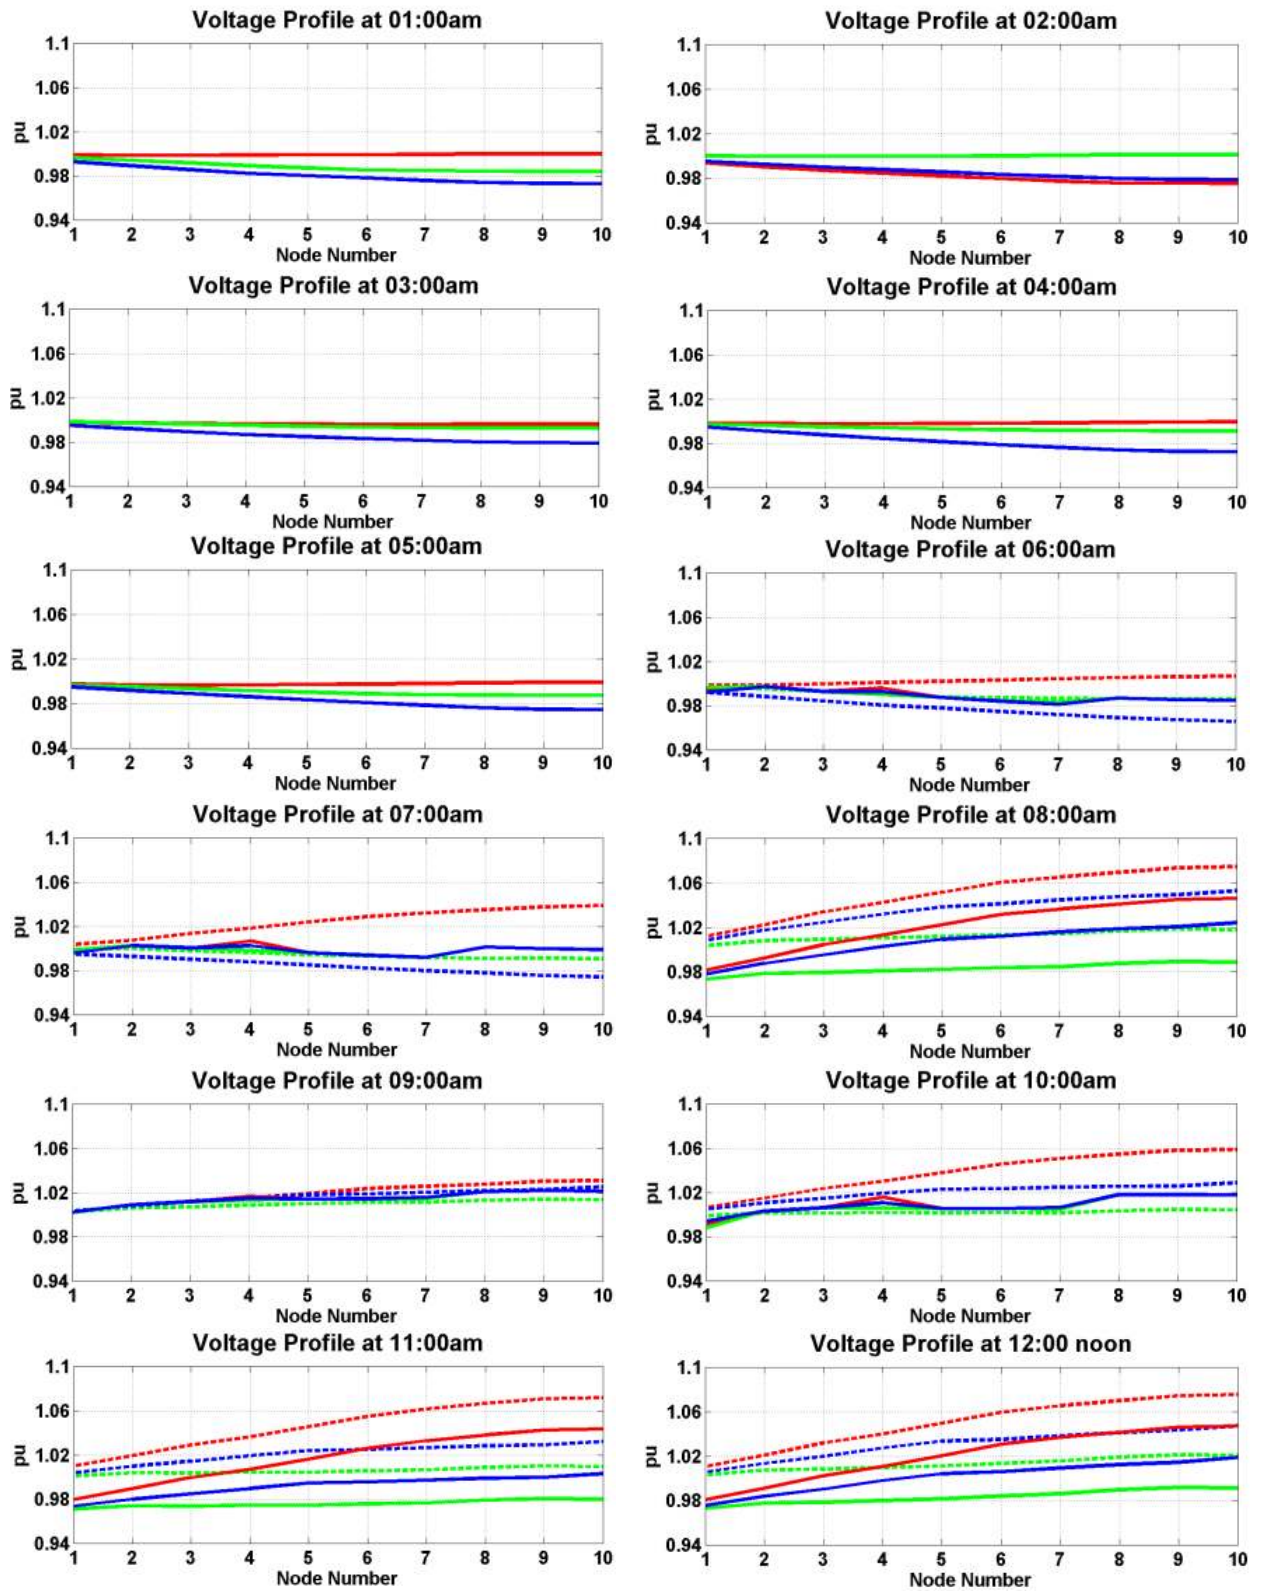 Voltage Profile at 01:00am
1.1
1.06
1.02
0.98
0.94
pu
1 2 3 4 5 6 7 8 9 10
Node Number
Voltage Profile at 02:00am
1.1
1.06
1.02
0.98
0.94
pu
1 2 3 4 5 6 7 8 9 10
Node Number
Voltage Profile at 03:00am
1.1
1.06
1.02
0.98
0.94
pu
1 2 3 4 5 6 7 8 9 10
Node Number
Voltage Profile at 04:00am
1.1
1.06
1.02
0.98
0.94
pu
1 2 3 4 5 6 7 8 9 10
Node Number
Voltage Profile at 05:00am
1.1
1.06
1.02
0.98
0.94
pu
1 2 3 4 5 6 7 8 9 10
Node Number
Voltage Profile at 06:00am
1.1
1.06
1.02
0.98
0.94
pu
1 2 3 4 5 6 7 8 9 10
Node Number
Voltage Profile at 07:00am
1.1
1.06
1.02
0.98
0.94
pu
1 2 3 4 5 6 7 8 9 10
Node Number
Voltage Profile at 08:00am
1.1
1.06
1.02
0.98
0.94
pu
1 2 3 4 5 6 7 8 9 10
Node Number
Voltage Profile at 09:00am
1.1
1.06
1.02
0.98
0.94
pu
1 2 3 4 5 6 7 8 9 10
Node Number
Voltage Profile at 10:00am
1.1
1.06
1.02
0.98
0.94
pu
1 2 3 4 5 6 7 8 9 10
Node Number
Voltage Profile at 11:00am
1.1
1.06
1.02
0.98
0.94
pu
1 2 3 4 5 6 7 8 9 10
Node Number
Voltage Profile at 12:00 noon
1.1
1.06
1.02
0.98
0.94
pu
1 2 3 4 5 6 7 8 9 10
Node Number